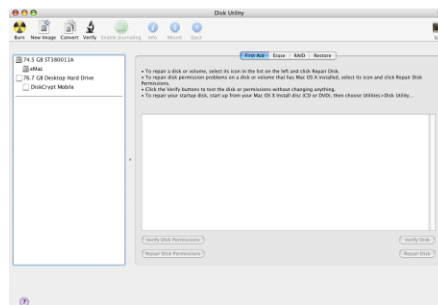 Disk Utility
Burn New Image Convert Verify Enable Journaling Info Mount Eject
74.5 GB ST380011A
eMac
76.7 GB Desktop Hard Drive
DiskCrypt Mobile
First Aid Erase RAID Restore
• To repair a disk or volume, select its icon in the list on the left and click Repair Disk.
• To repair disk permission problems on a disk or volume that has Mac OS X installed, select its icon and click Repair Disk
Permissions.
• Click the Verify buttons to test the disk or permissions without changing anything.
• To repair your startup disk, start up from your Mac OS X install disc (CD or DVD), then choose Utilities>Disk Utility...
Verify Disk Permissions Verify Disk
Repair Disk Permissions Repair Disk
?